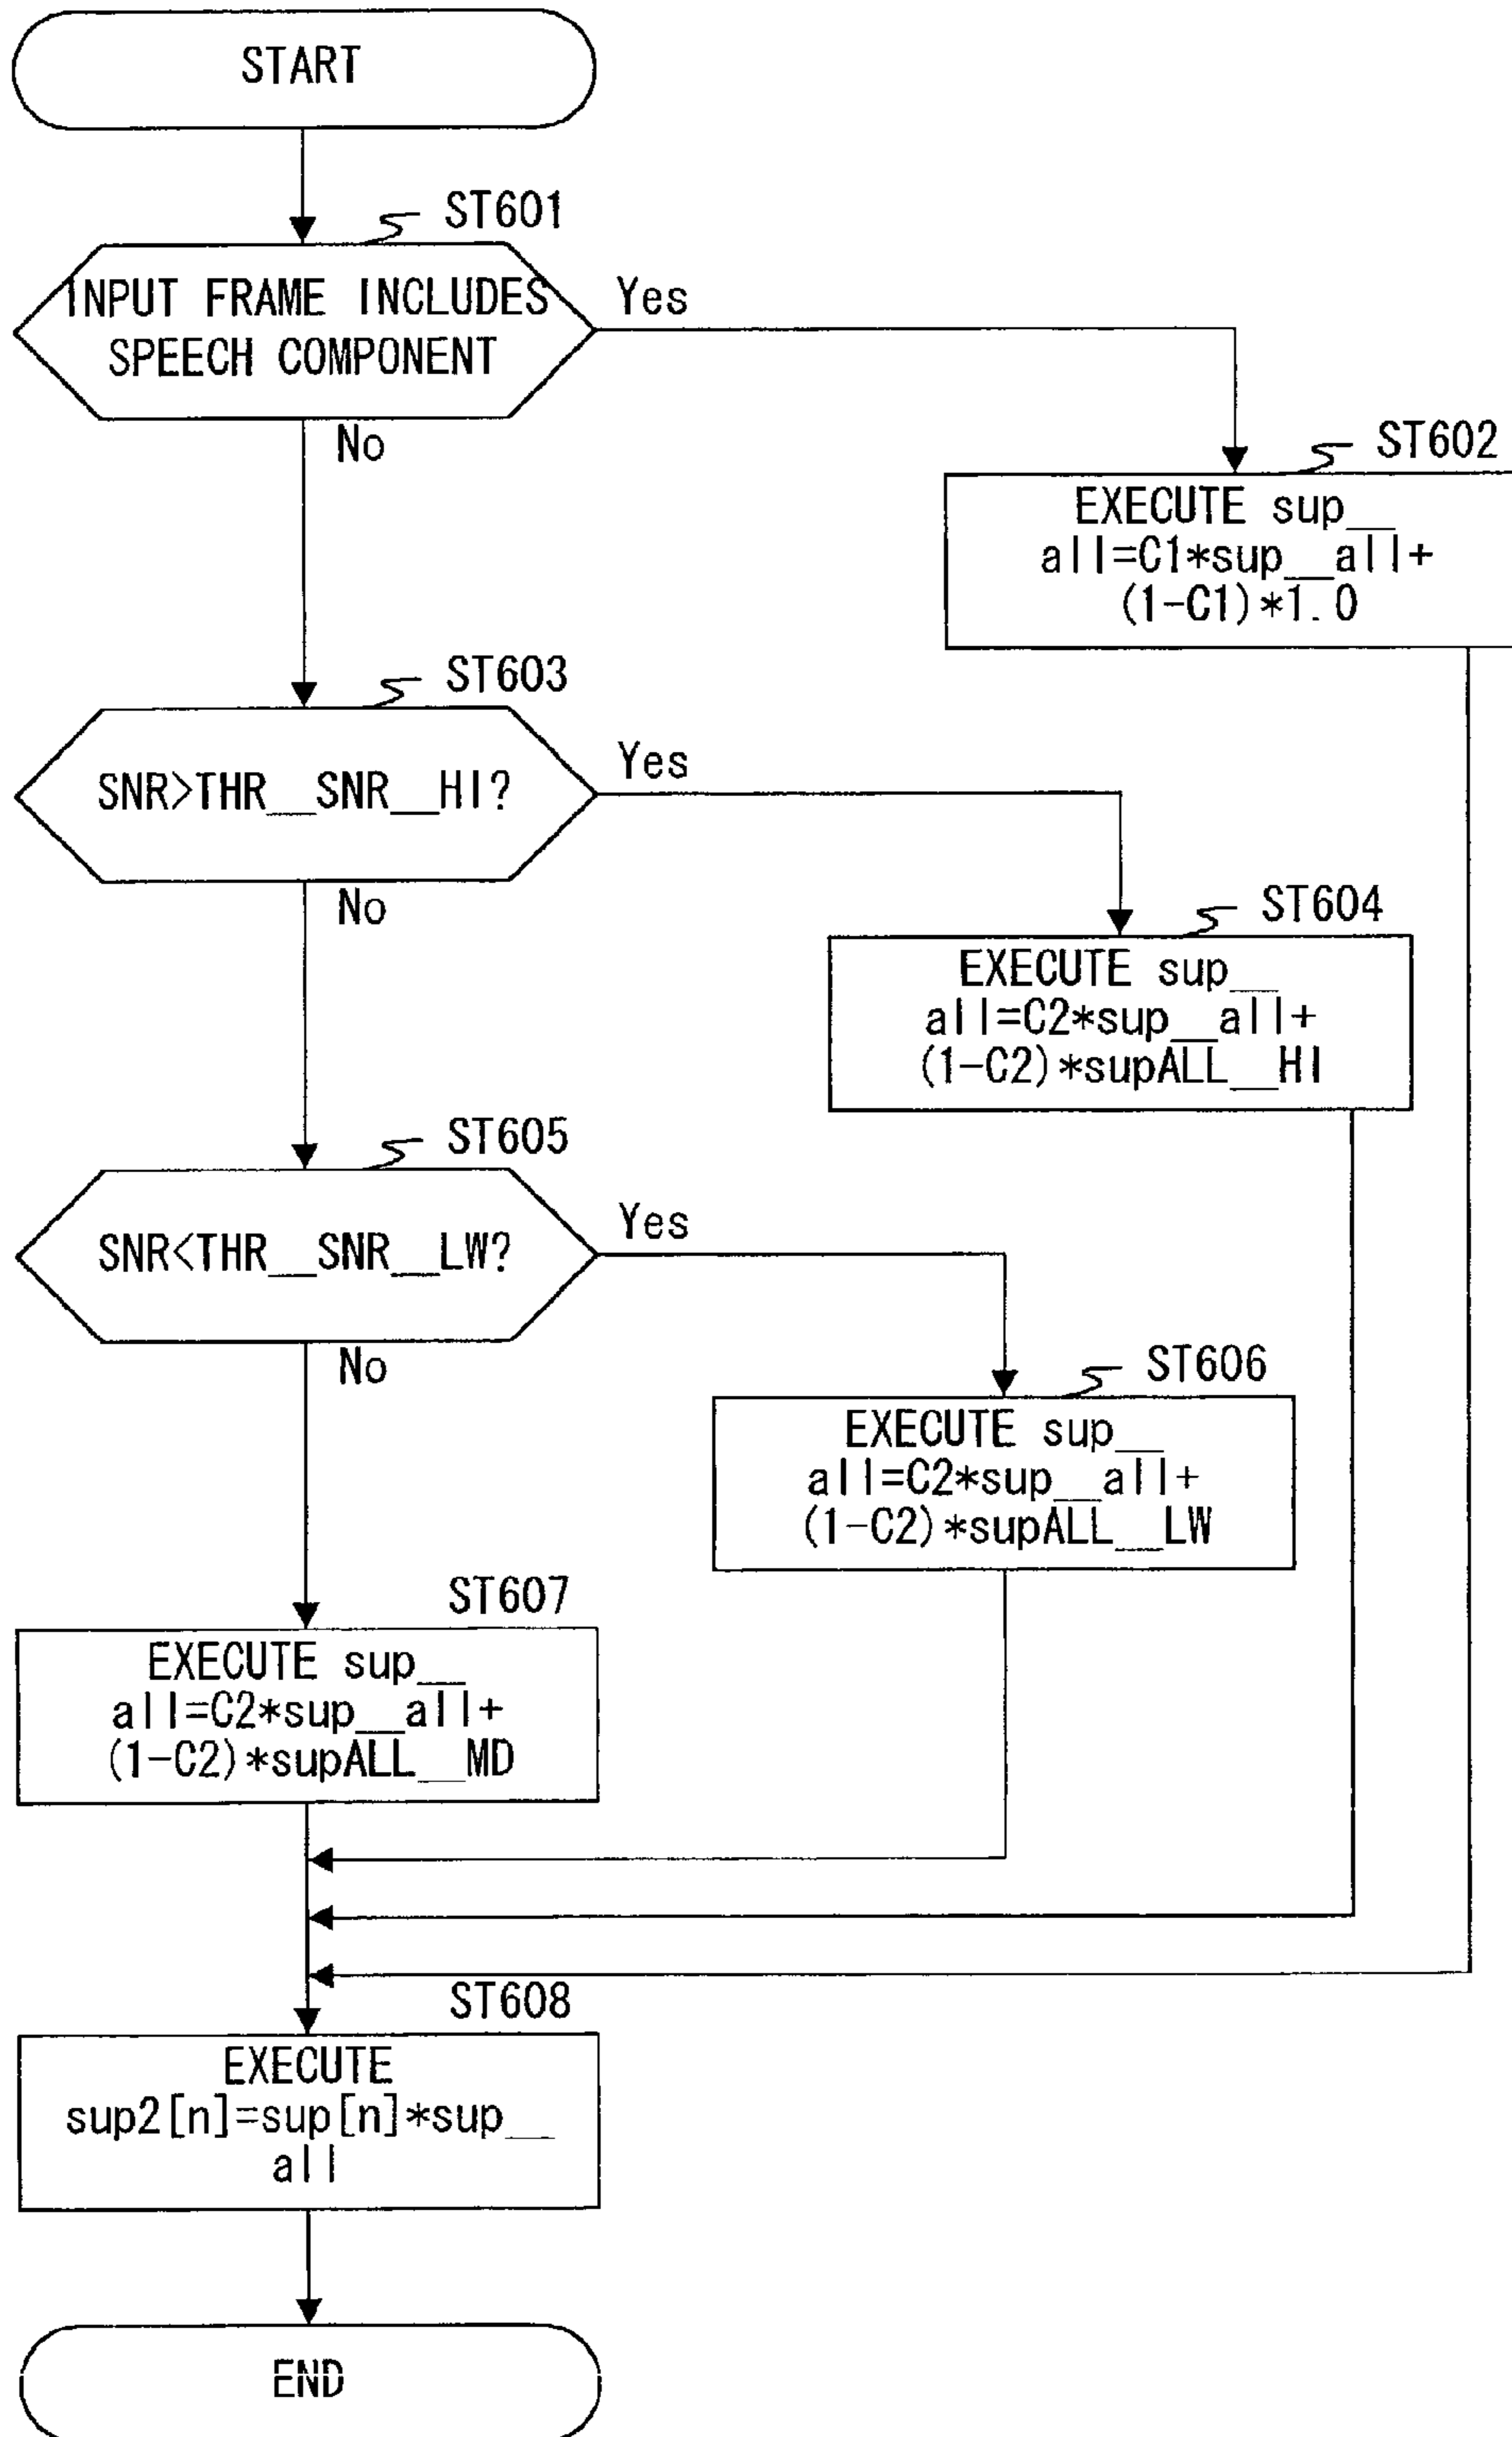 START
ST601
INPUT FRAME INCLUDES
SPEECH COMPONENT
Yes
No
ST602
EXECUTE sup__
all=C1*sup__all+
(1-C1)*1.0
ST603
SNR>THR__SNR__HI?
Yes
No
ST604
EXECUTE sup__
all=C2*sup__all+
(1-C2)*supALL__HI
ST605
SNR<THR__SNR__LW?
Yes
No
ST606
EXECUTE sup__
all=C2*sup__all+
(1-C2)*supALL__LW
ST607
EXECUTE sup__
all=C2*sup__all+
(1-C2)*supALL__MD
ST608
EXECUTE
sup2[n]=sup[n]*sup__
all
END